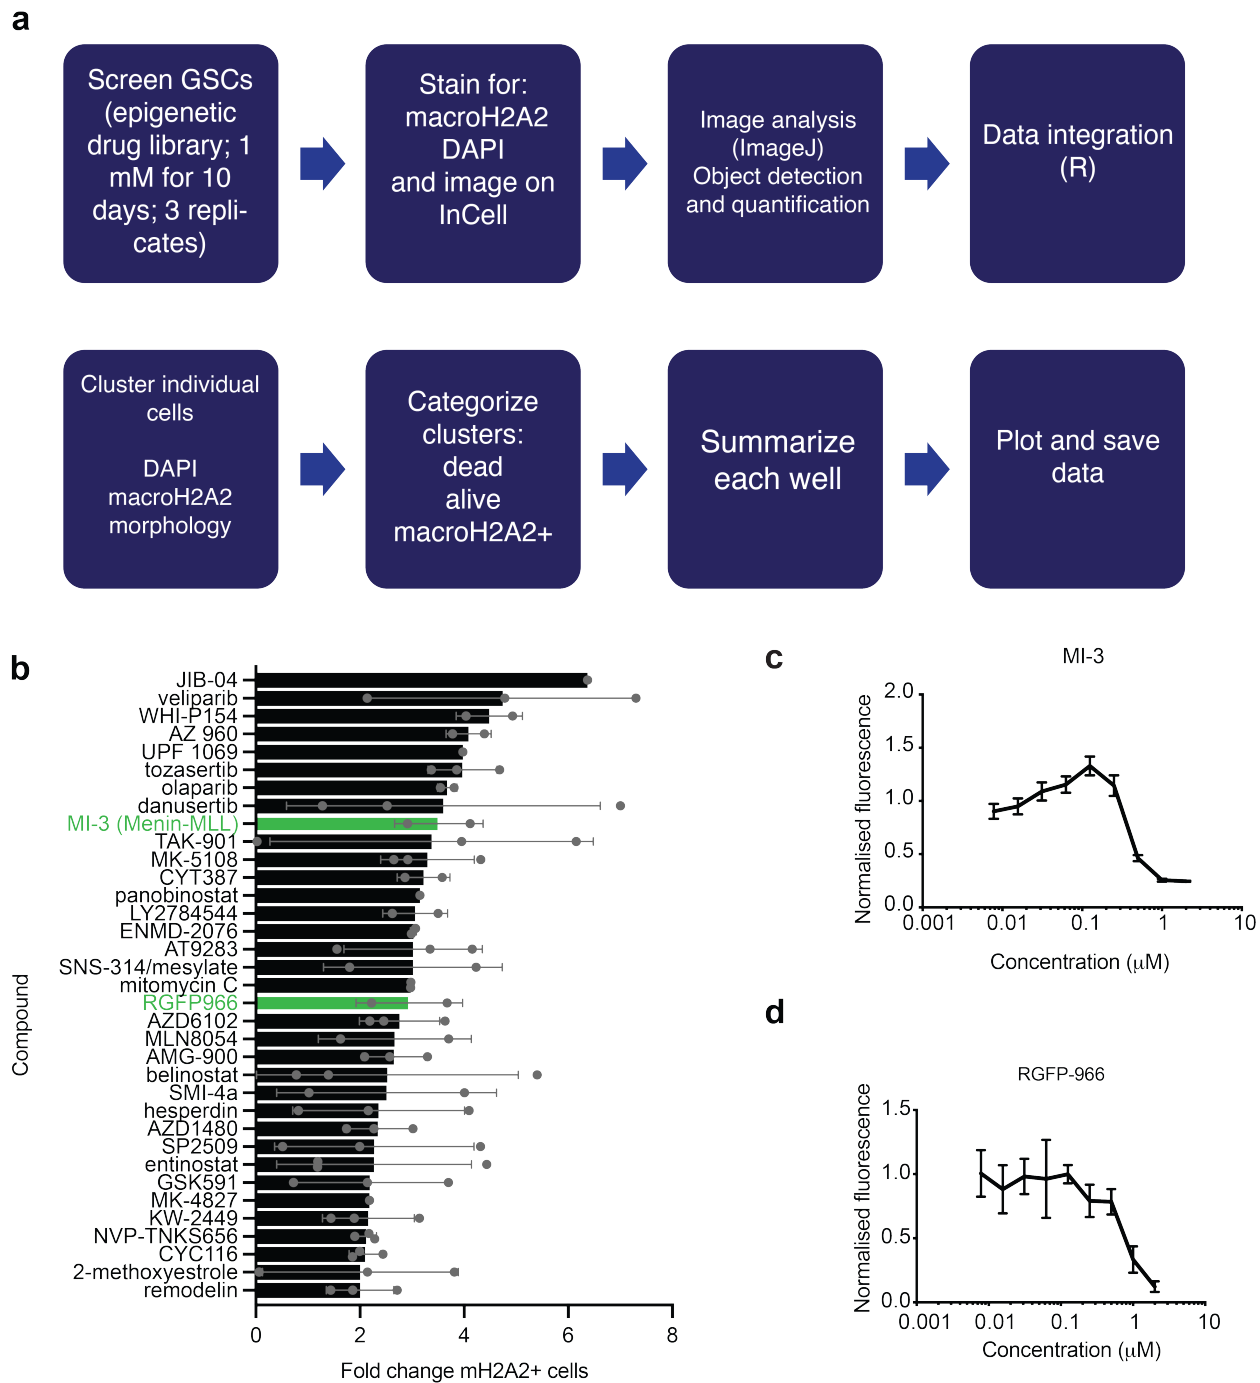 a
Screen GSCs
(epigenetic
drug library; 1
mM for 10
days; 3 repli-
cates)
Stain for:
macroH2A2
DAPI
and image on
InCell
Image analysis
(ImageJ)
Object detection
and quantification
Data integration
(R)
Cluster individual
cells
DAPI
macroH2A2
morphology
Categorize
clusters:
dead
alive
macroH2A2+
Summarize
each well
Plot and save
data
b
Compound
JIB-04
veliparib
WHI-P154
AZ 960
UPF 1069
tozasertib
olaparib
danusertib
MI-3 (Menin-MLL)
TAK-901
MK-5108
CYT387
panobinostat
LY2784544
ENMD-2076
AT9283
SNS-314/mesylate
mitomycin C
RGFP966
AZD6102
MLN8054
AMG-900
belinostat
SMI-4a
hesperdin
AZD1480
SP2509
entinostat
GSK591
MK-4827
KW-2449
NVP-TNKS656
CYC116
2-methoxyestrole
remodelin
0 2 4 6 8
Fold change mH2A2+ cells
c
MI-3
Normalised fluorescence
2.0
1.5
1.0
0.5
0.0
0.001 0.01 0.1 1 10
Concentration (μM)
d
RGFP-966
Normalised fluorescence
1.5
1.0
0.5
0.0
0.001 0.01 0.1 1 10
Concentration (μM)